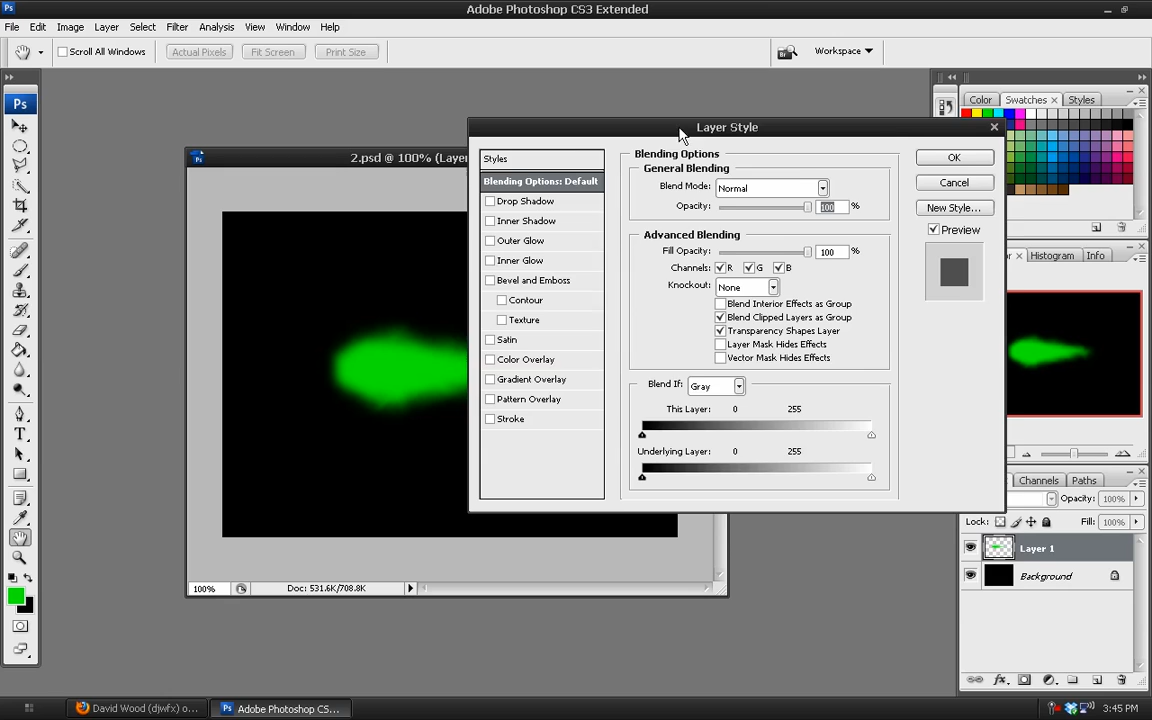 Ps
Adobe Photoshop CS3 Extended
File Edit Image Layer Select Filter Analysis View Window Help
Scroll All Windows Actual Pixels Fit Screen Print Size Workspace
Ps
Color Swatches Styles
Layer Style
2.psd @ 100% (Lay
Styles
Blending Options: Default
Drop Shadow
Inner Shadow
Outer Glow
Inner Glow
Bevel and Emboss
Contour
Texture
Satin
Color Overlay
Gradient Overlay
Pattern Overlay
Stroke
Blending Options
General Blending
Blend Mode: Normal
Opacity: 100 %
Advanced Blending
Fill Opacity: 100 %
Channels: R G B
Knockout: None
Blend Interior Effects as Group
Blend Clipped Layers as Group
Transparency Shapes Layer
Layer Mask Hides Effects
Vector Mask Hides Effects
Blend If: Gray
This Layer: 0 255
Underlying Layer: 0 255
OK
Cancel
New Style...
Preview
Histogram Info
Channels Paths
Opacity: 100%
Lock: Fill: 100%
Layer 1
Background
100% Doc: 531.6K/708.8K
David Wood (djwfx) o... Ps Adobe Photoshop CS... 3:45 PM